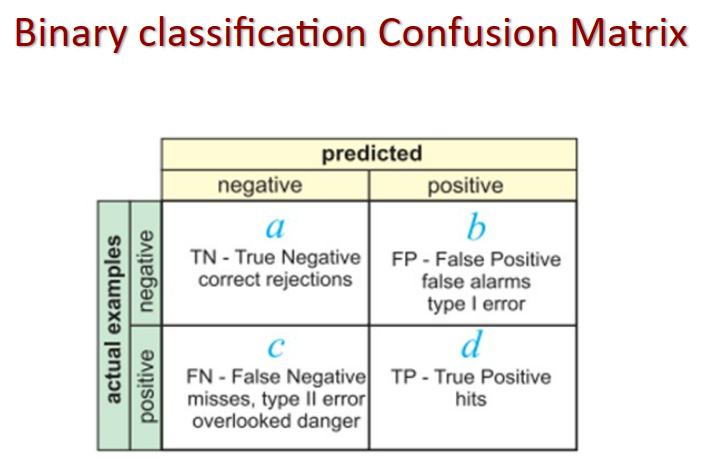 Binary classification Confusion Matrix
predicted
negative
positive
actual examples
negative
a
TN - True Negative
correct rejections
b
FP - False Positive
false alarms
type I error
positive
c
FN - False Negative
misses, type II error
overlooked danger
d
TP - True Positive
hits